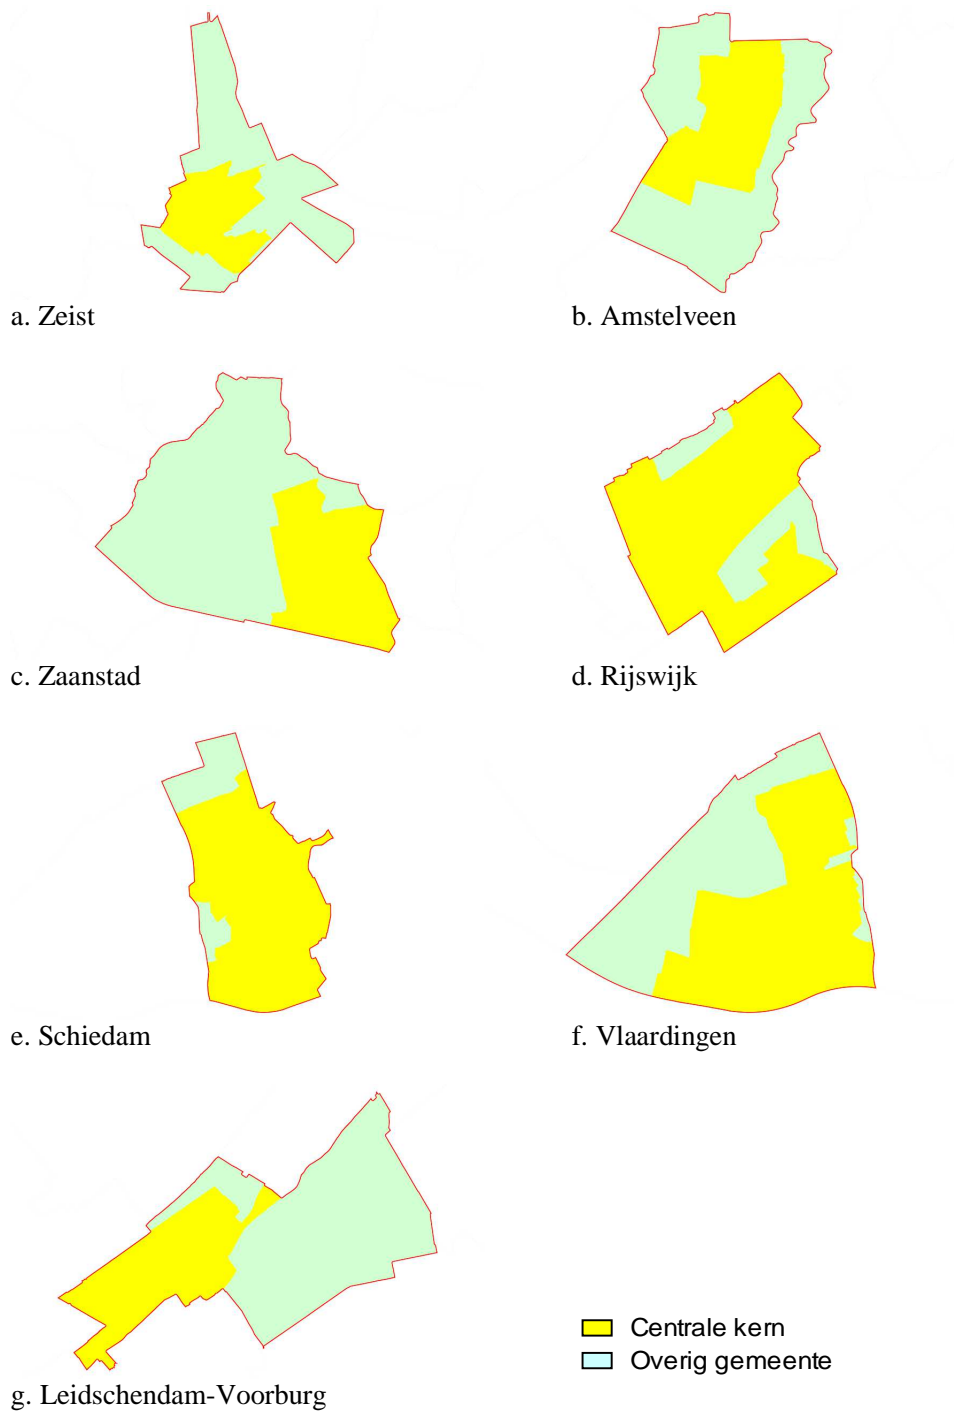 a. Zeist
b. Amstelveen
c. Zaanstad
d. Rijswijk
e. Schiedam
f. Vlaardingen
g. Leidschendam-Voorburg
Centrale kern
Overig gemeente